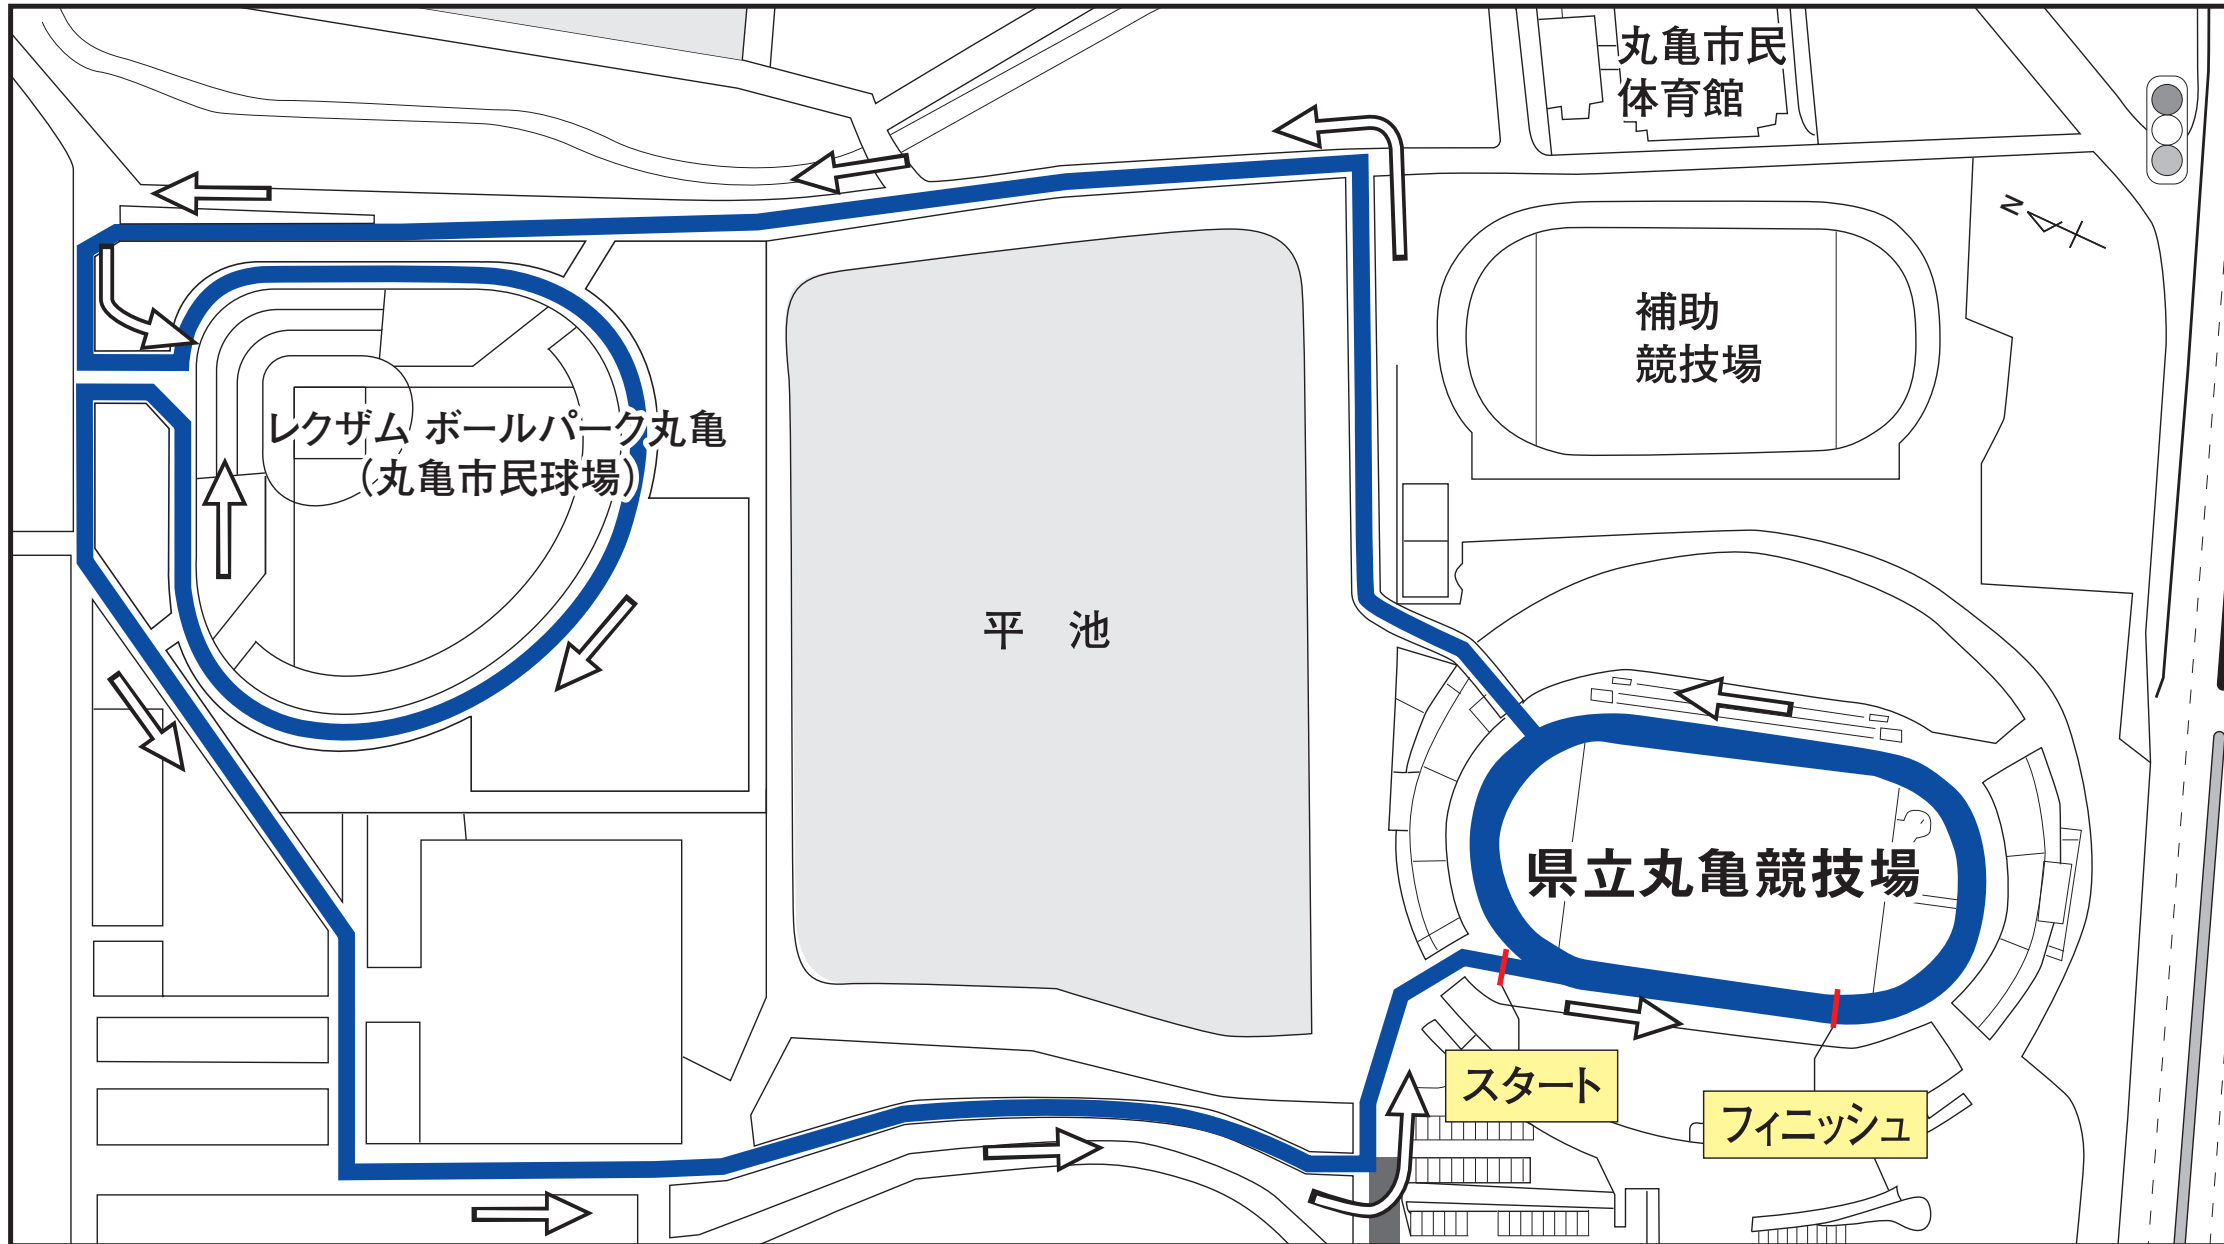 丸亀市民
体育館
N
補助
競技場
レクザム ボールパーク丸亀
(丸亀市民球場)
平 池
県立丸亀競技場
スタート
フィニッシュ